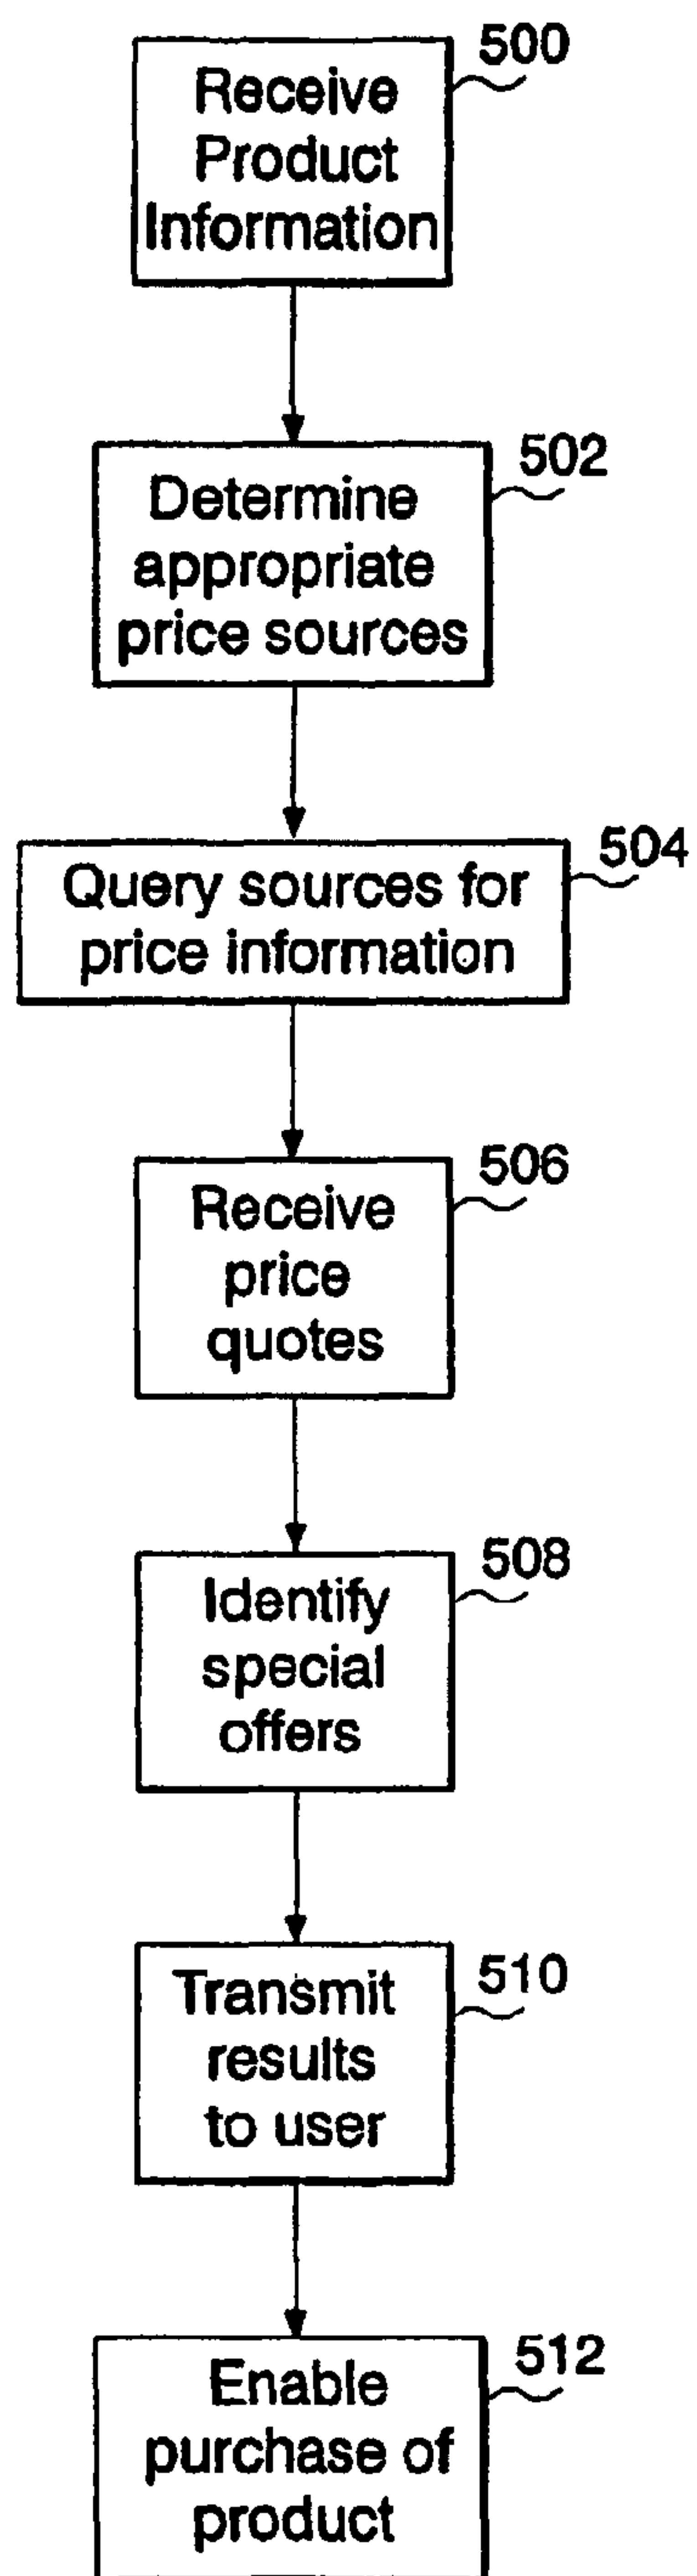 500
Receive
Product
Information
502
Determine
appropriate
price sources
504
Query sources for
price information
506
Receive
price
quotes
508
Identify
special
offers
510
Transmit
results
to user
512
Enable
purchase of
product